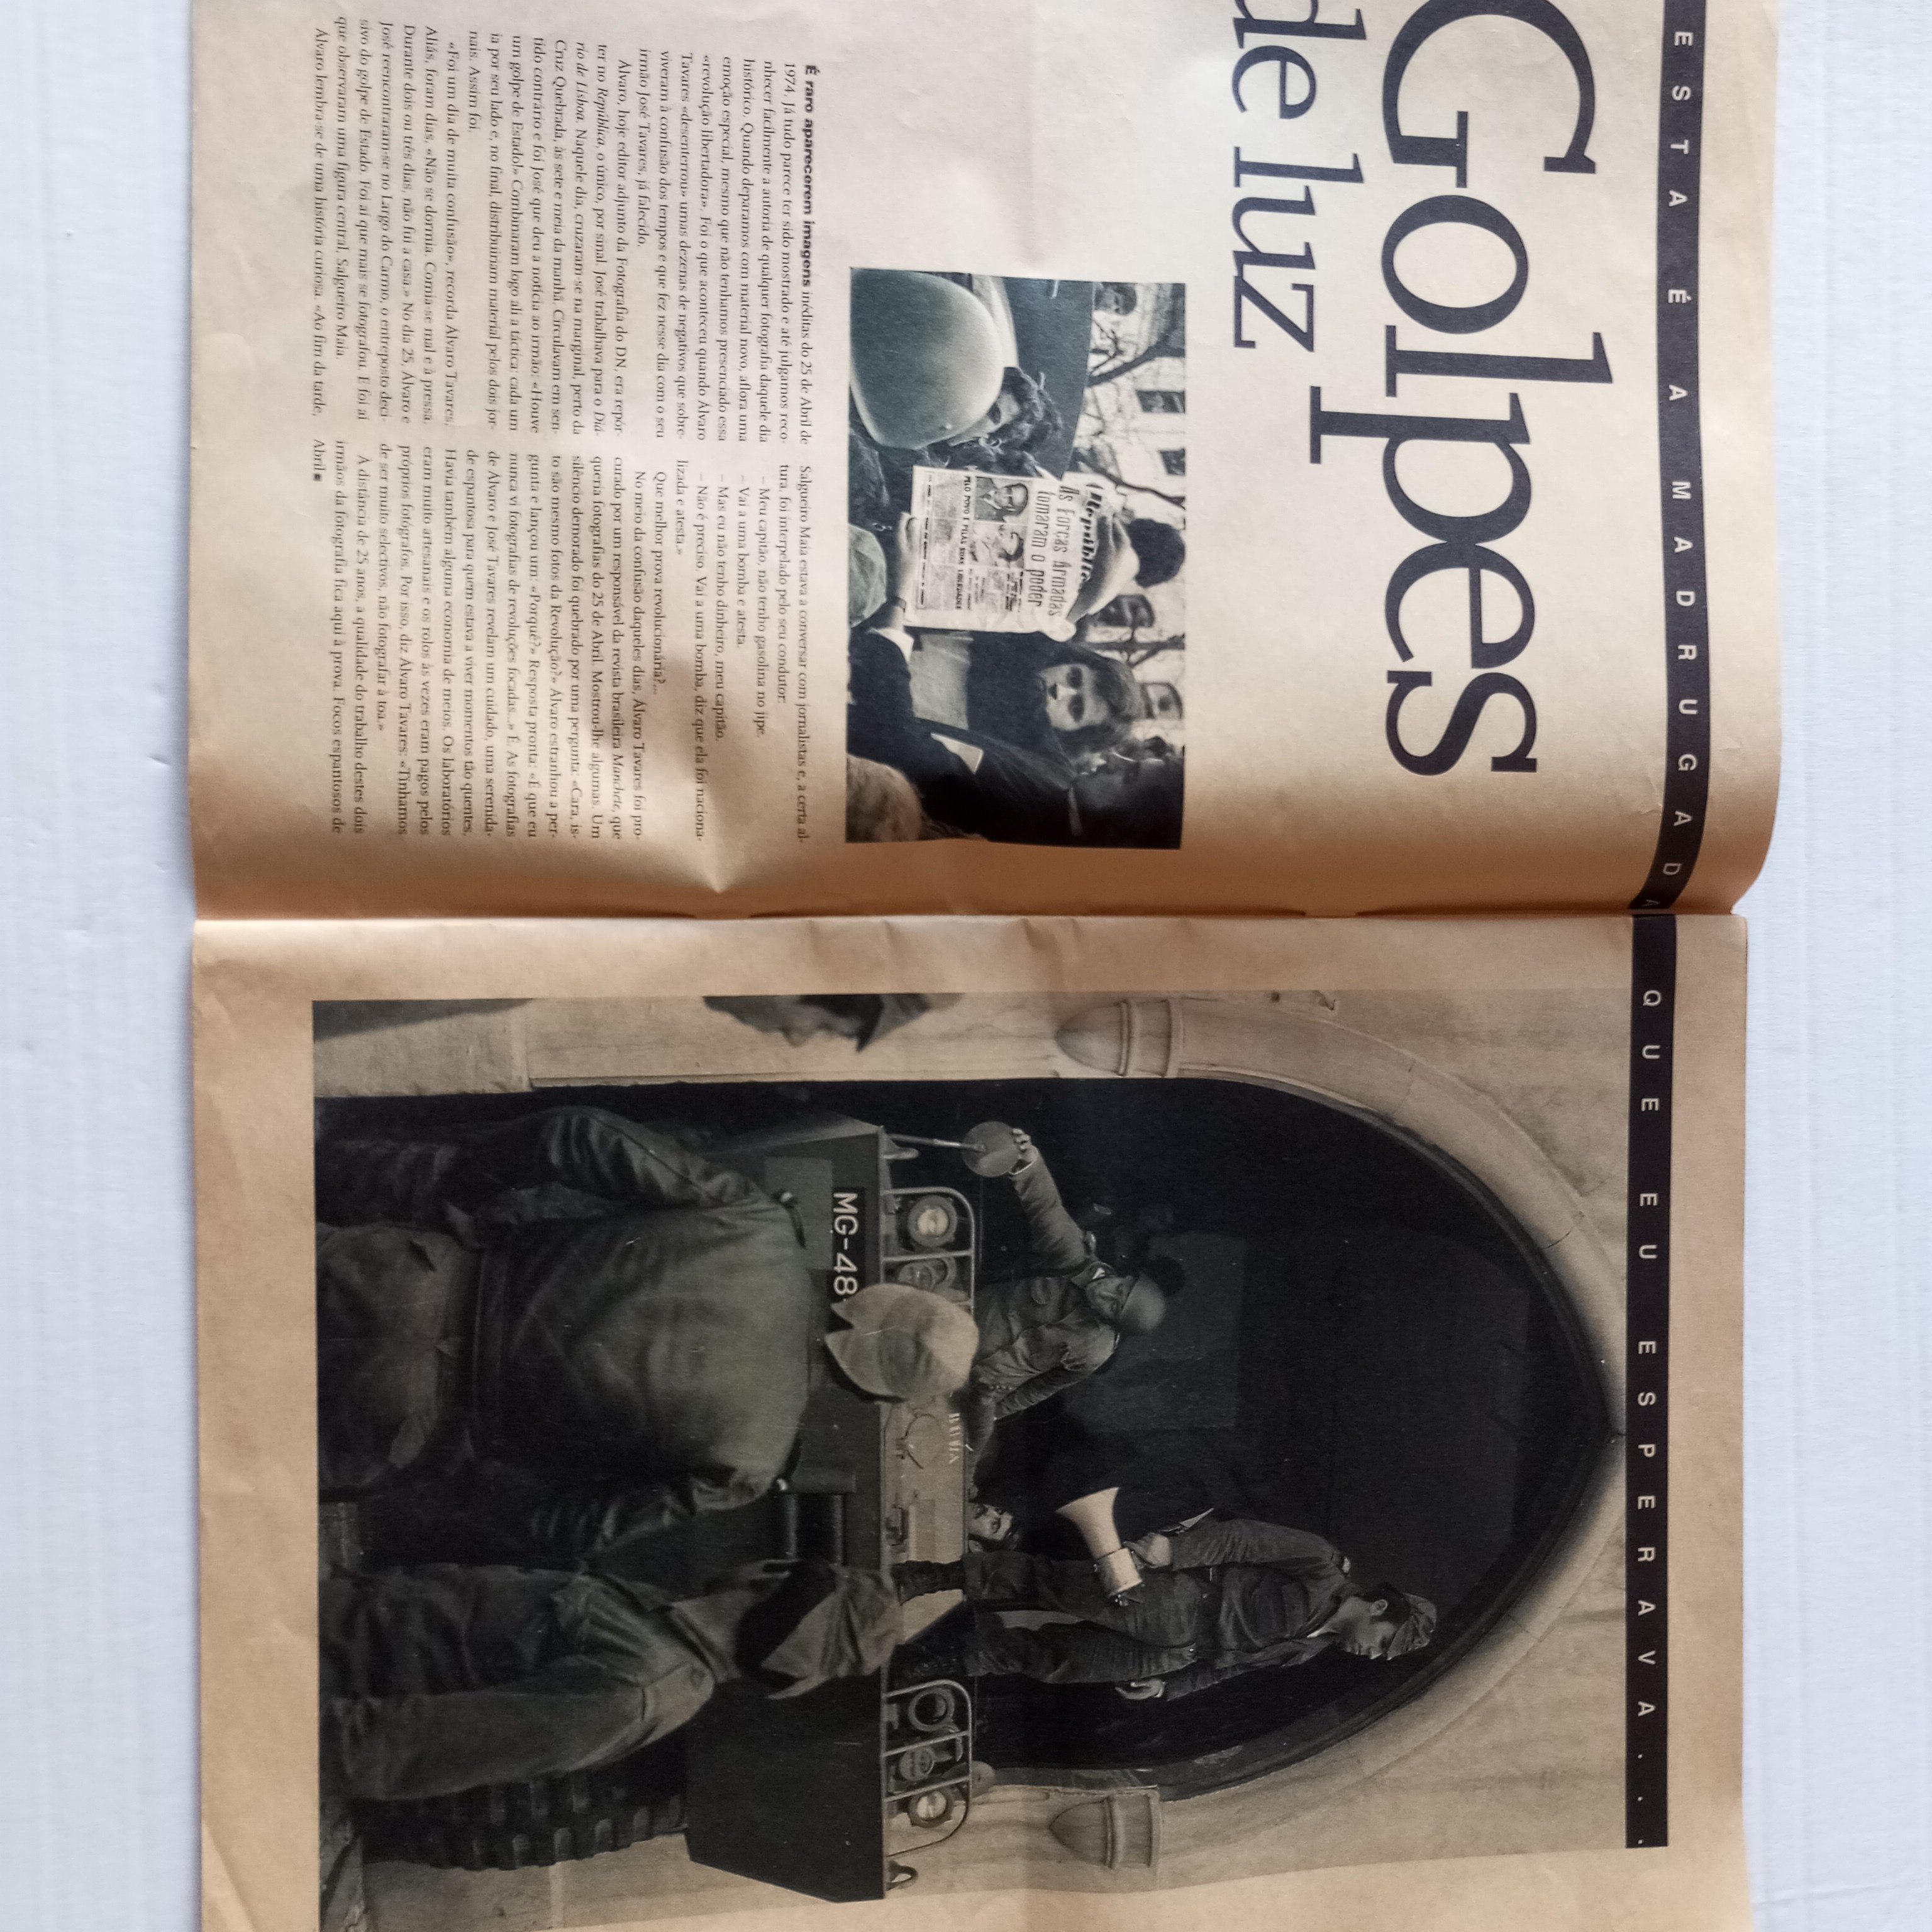 ESTA É A MADRUGADA
Golpes
de luz
República
As Forças Armadas
tomaram o poder
É raro aparecerem imagens inéditas do 25 de Abril de
1974. Já tudo parece ter sido mostrado e até julgamos reco-
nhecer facilmente a autoria de qualquer fotografia daquele dia
histórico. Quando deparamos com material novo, aflora uma
emoção especial, mesmo que não tenhamos presenciado essa
«revolução libertadora». Foi o que aconteceu quando Álvaro
Tavares «desenterrou» umas dezenas de negativos que sobre-
viveram à confusão dos tempos e que fez nesse dia com o seu
irmão José Tavares, já falecido.
Álvaro, hoje editor adjunto da Fotografia do DN, era repór-
ter no República, o único, por sinal. José trabalhava para o Diá-
rio de Lisboa. Naquele dia, cruzaram-se na marginal, perto da
Cruz Quebrada, às sete e meia da manhã. Circulavam em sen-
tido contrário e foi José que deu a notícia ao irmão: «Houve
um golpe de Estado!» Combinaram logo ali a táctica: cada um
ia por seu lado e, no final, distribuiriam material pelos dois jor-
nais. Assim foi.
«Foi um dia de muita confusão», recorda Álvaro Tavares.
Aliás, foram dias. «Não se dormia. Comia-se mal e à pressa.
Durante dois ou três dias, não fui a casa.» No dia 25, Álvaro e
José reencontraram-se no Largo do Carmo, o entreposto deci-
sivo do golpe de Estado. Foi aí que mais se fotografou. E foi aí
que observaram uma figura central, Salgueiro Maia.
Álvaro lembra-se de uma história curiosa. «Ao fim da tarde,
Salgueiro Maia estava a conversar com jornalistas e, a certa al-
tura, foi interpelado pelo seu condutor:
– Meu capitão, não tenho gasolina no jipe.
– Vai a uma bomba e atesta.
– Mas eu não tenho dinheiro, meu capitão.
– Não é preciso. Vai a uma bomba, diz que ela foi naciona-
lizada e atesta.»
Que melhor prova revolucionária?...
No meio da confusão daqueles dias, Álvaro Tavares foi pro-
curado por um responsável da revista brasileira Manchete, que
queria fotografias do 25 de Abril. Mostrou-lhe algumas. Um
silêncio demorado foi quebrado por uma pergunta: «Cara, is-
to são mesmo fotos da Revolução?» Álvaro estranhou a per-
gunta e lançou um: «Porquê?» Resposta pronta: «É que eu
nunca vi fotografias de revoluções focadas...» É. As fotografias
de Álvaro e José Tavares revelam um cuidado, uma serenida-
de espantosa para quem estava a viver momentos tão quentes.
Havia também alguma economia de meios. Os laboratórios
eram muito artesanais e os rolos às vezes eram pagos pelos
próprios fotógrafos. Por isso, diz Álvaro Tavares: «Tínhamos
de ser muito selectivos, não fotografar à toa.»
À distância de 25 anos, a qualidade do trabalho destes dois
irmãos da fotografia fica aqui à prova. Focos espantosos de
Abril ■
QUE EU ESPERAVA...
MG-48-